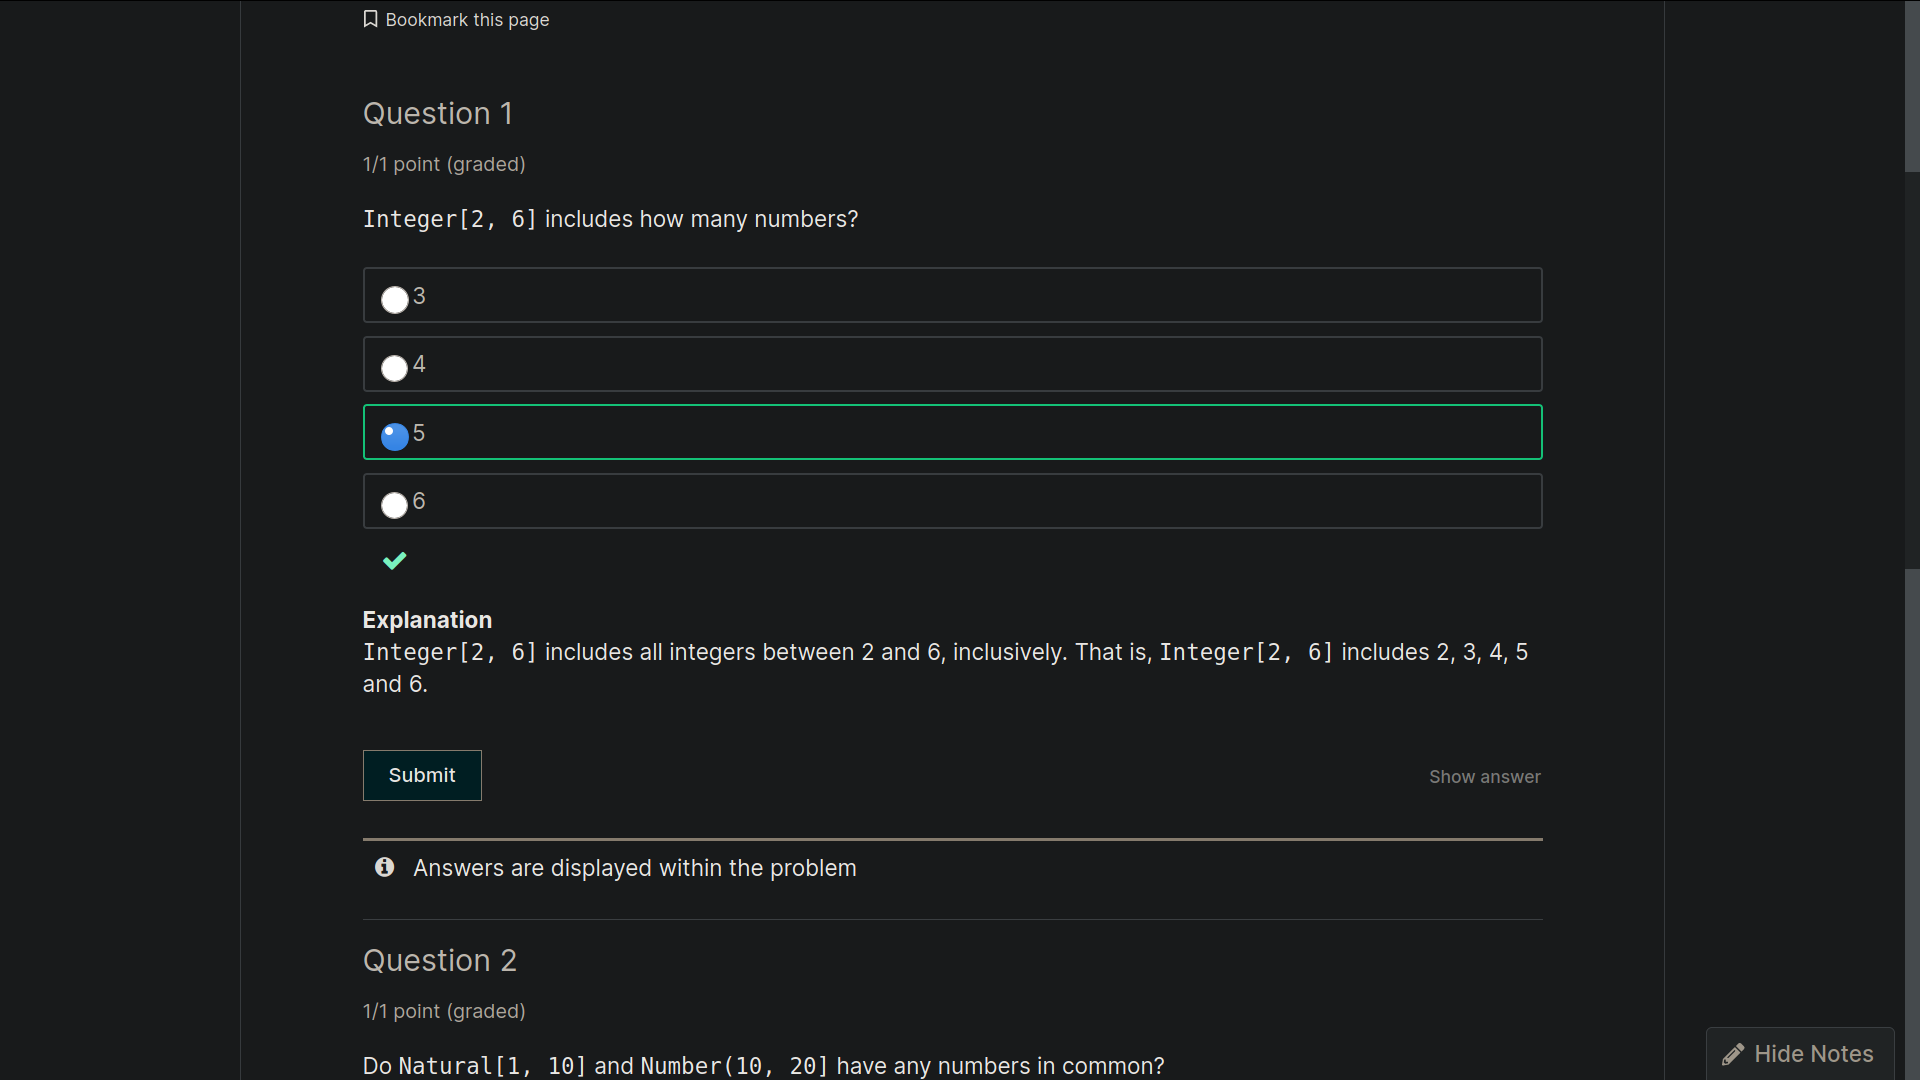 Bookmark this page
Question 1
1/1 point (graded)
Integer[2, 6] includes how many numbers?
3
4
5
6
Explanation
Integer[2, 6] includes all integers between 2 and 6, inclusively. That is, Integer[2, 6] includes 2, 3, 4, 5
and 6.
Submit
Show answer
Answers are displayed within the problem
Question 2
1/1 point (graded)
Do Natural[1, 10] and Number(10, 20] have any numbers in common?
Hide Notes